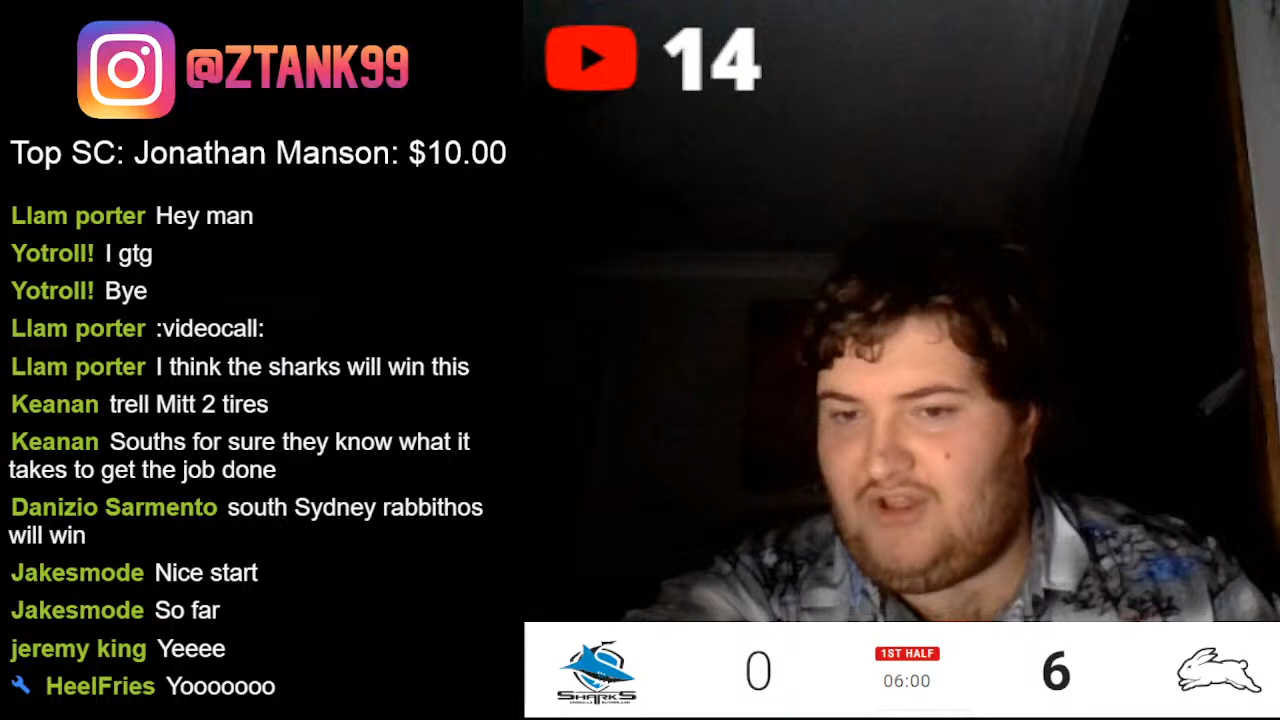 @ZTANK99
14
Top SC: Jonathan Manson: $10.00
Llam porter Hey man
Yotroll! I gtg
Yotroll! Bye
Llam porter :videocall:
Llam porter I think the sharks will win this
Keanan trell Mitt 2 tires
Keanan Souths for sure they know what it
takes to get the job done
Danizio Sarmento south Sydney rabbithos
will win
Jakesmode Nice start
Jakesmode So far
jeremy king Yeeee
HeelFries Yooooooo
SHARKS
0
1ST HALF
06:00
6